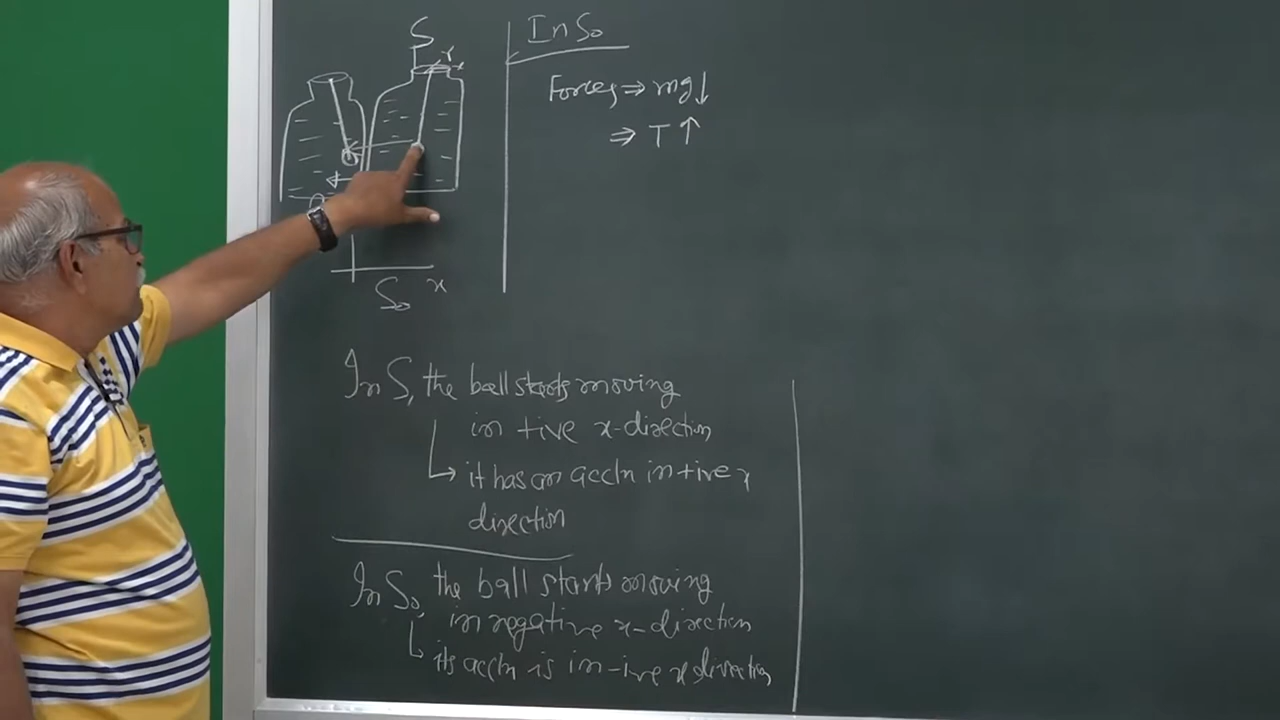 S
Y
x
In S₀
Forces ⇒ mg↓
⇒ T↑
S₀ x
In S, the ball starts moving
in +ive x-direction
↳ it has an accln in +ive x
direction
In S₀, the ball starts moving
in negative x-direction
↳ its accln is in -ive x direction